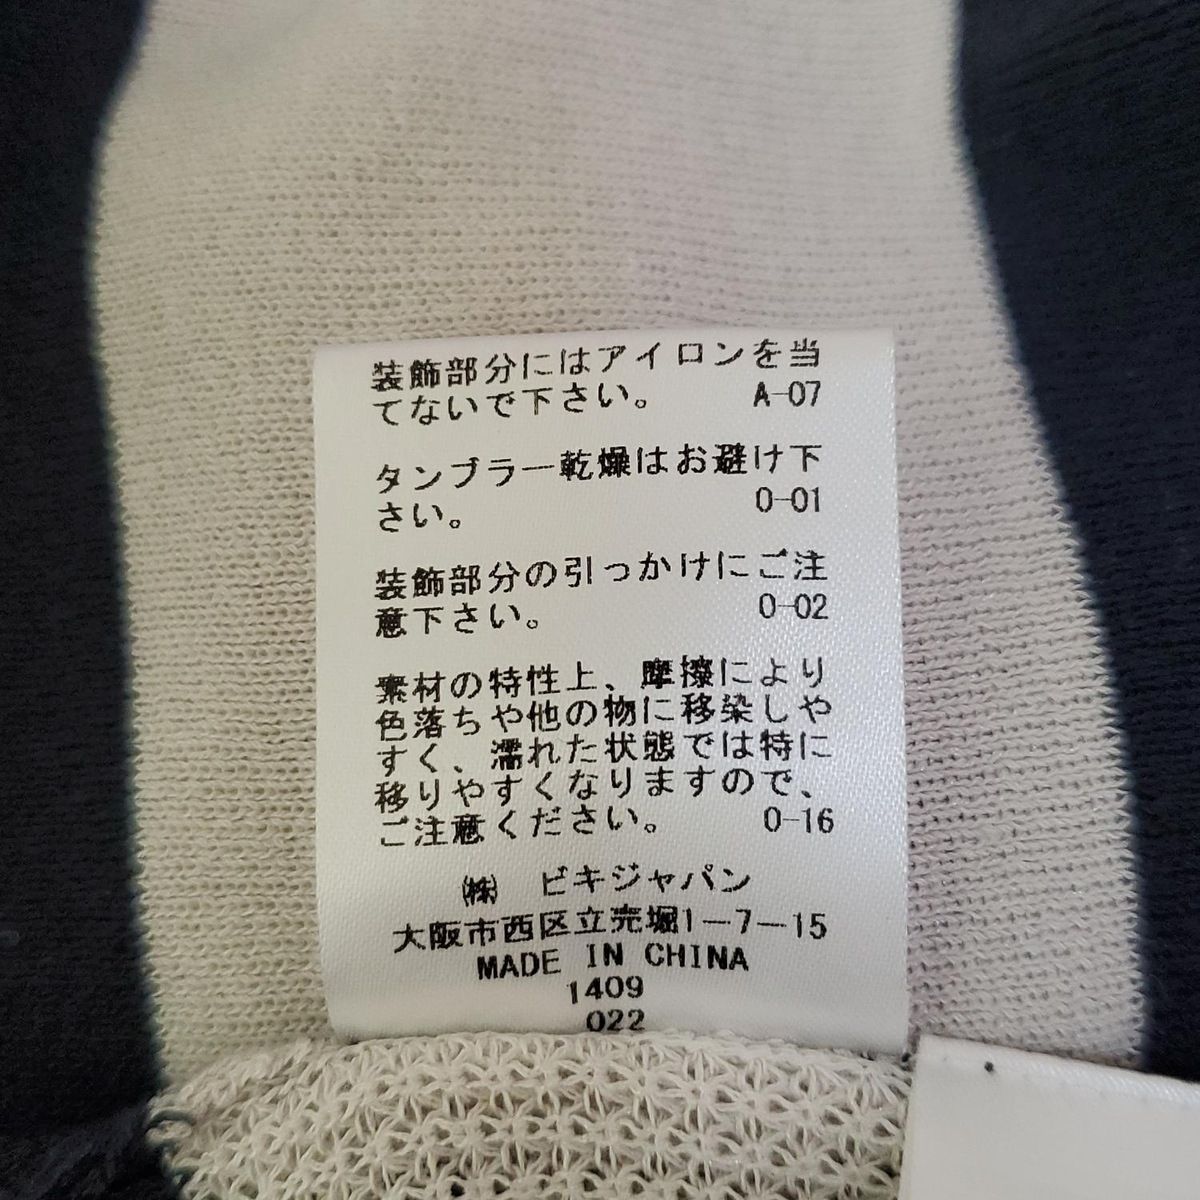 装飾部分にはアイロンを当
てないで下さい。 A-07
タンブラー乾燥はお避け下
さい。 0-01
装飾部分の引っかけにご注
意下さい。 0-02
素材の特性上、摩擦により
色落ちや他の物に移染しや
すく、濡れた状態では特に
移りやすくなりますので、
ご注意ください。 0-16
㈱ ビキジャパン
大阪市西区立売堀1-7-15
MADE IN CHINA
1409
022